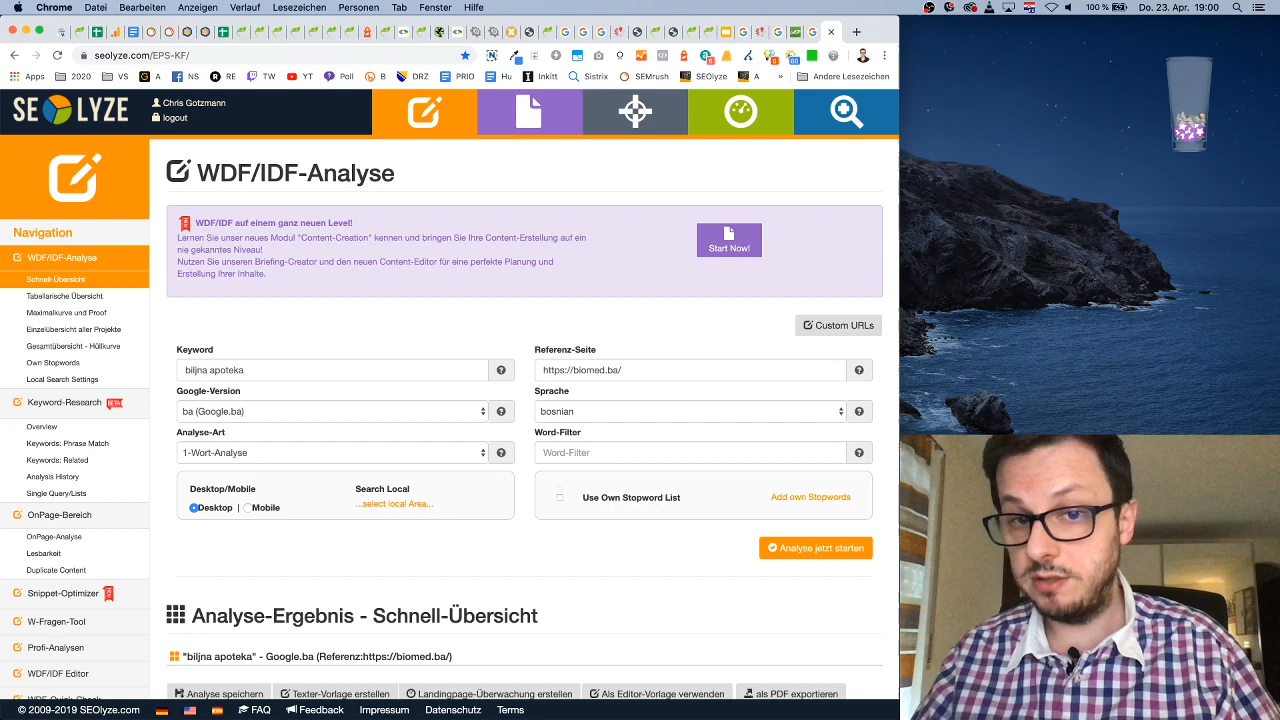 Chrome Datei Bearbeiten Ansicht Verlauf Lesezeichen Personen Tab Fenster Hilfe
100% Do. 23. Apr. 19:00
seolyze.com/EPS-KF/
Apps 2020 VS A NS RE TW YT Poll B DRZ PRIO Hu Inkitt Sistrix SEMrush SEOlyze A » Andere Lesezeichen
SEOLYZE
Chris Gotzmann
logout
WDF/IDF-Analyse
WDF/IDF auf einem ganz neuen Level!
Lernen Sie unser neues Modul "Content-Creation" kennen und bringen Sie Ihre Content-Erstellung auf ein
nie gekanntes Niveau!
Nutzen Sie unseren Briefing-Creator und den neuen Content-Editor für eine perfekte Planung und
Erstellung Ihrer Inhalte.
Start Now!
Navigation
WDF/IDF-Analyse
Schnell-Übersicht
Tabellarische Übersicht
Maximalkurve und Proof
Einzelübersicht aller Projekte
Gesamtübersicht - Hüllkurve
Own Stopwords
Local Search Settings
Keyword-Research BETA
Overview
Keywords: Phrase Match
Keywords: Related
Analysis History
Single Query/Lists
OnPage-Bereich
OnPage-Analyse
Lesbarkeit
Duplicate Content
Snippet-Optimizer
W-Fragen-Tool
Profi-Analysen
WDF/IDF Editor
WDF-Quick-Check
Custom URLs
Keyword Referenz-Seite
biljna apoteka https://biomed.ba/
Google-Version Sprache
ba (Google.ba) bosnian
Analyse-Art Word-Filter
1-Wort-Analyse Word-Filter
Desktop/Mobile Search Local
Desktop | Mobile ...select local Area...
Use Own Stopword List Add own Stopwords
Analyse jetzt starten
Analyse-Ergebnis - Schnell-Übersicht
"biljna apoteka" - Google.ba (Referenz:https://biomed.ba/)
Analyse speichern Texter-Vorlage erstellen Landingpage-Überwachung erstellen Als Editor-Vorlage verwenden als PDF exportieren
© 2009-2019 SEOlyze.com FAQ Feedback Impressum Datenschutz Terms